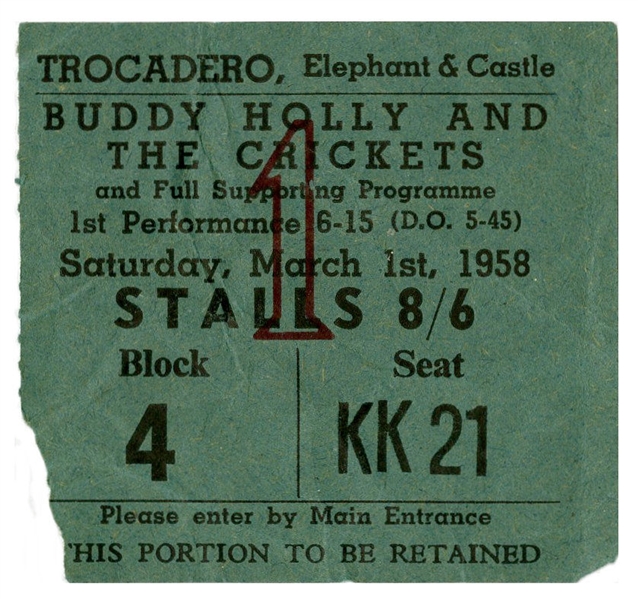 TROCADERO, Elephant & Castle
BUDDY HOLLY AND
THE CRICKETS
and Full Supporting Programme
1st Performance 6-15 (D.O. 5-45)
Saturday, March 1st, 1958
STALLS 8/6
1
Block
Seat
4
KK 21
Please enter by Main Entrance
THIS PORTION TO BE RETAINED